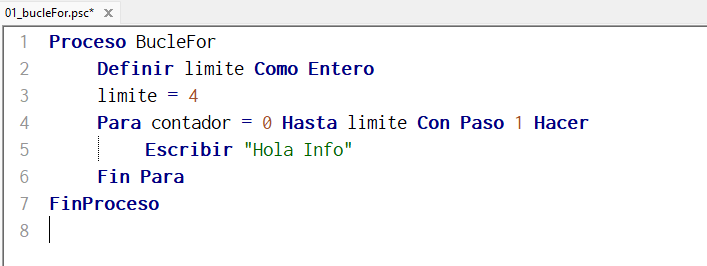 01_bucleFor.psc* X
1 Proceso BucleFor
2 Definir limite Como Entero
3 limite = 4
4 Para contador = 0 Hasta limite Con Paso 1 Hacer
5 Escribir "Hola Info"
6 Fin Para
7 FinProceso
8